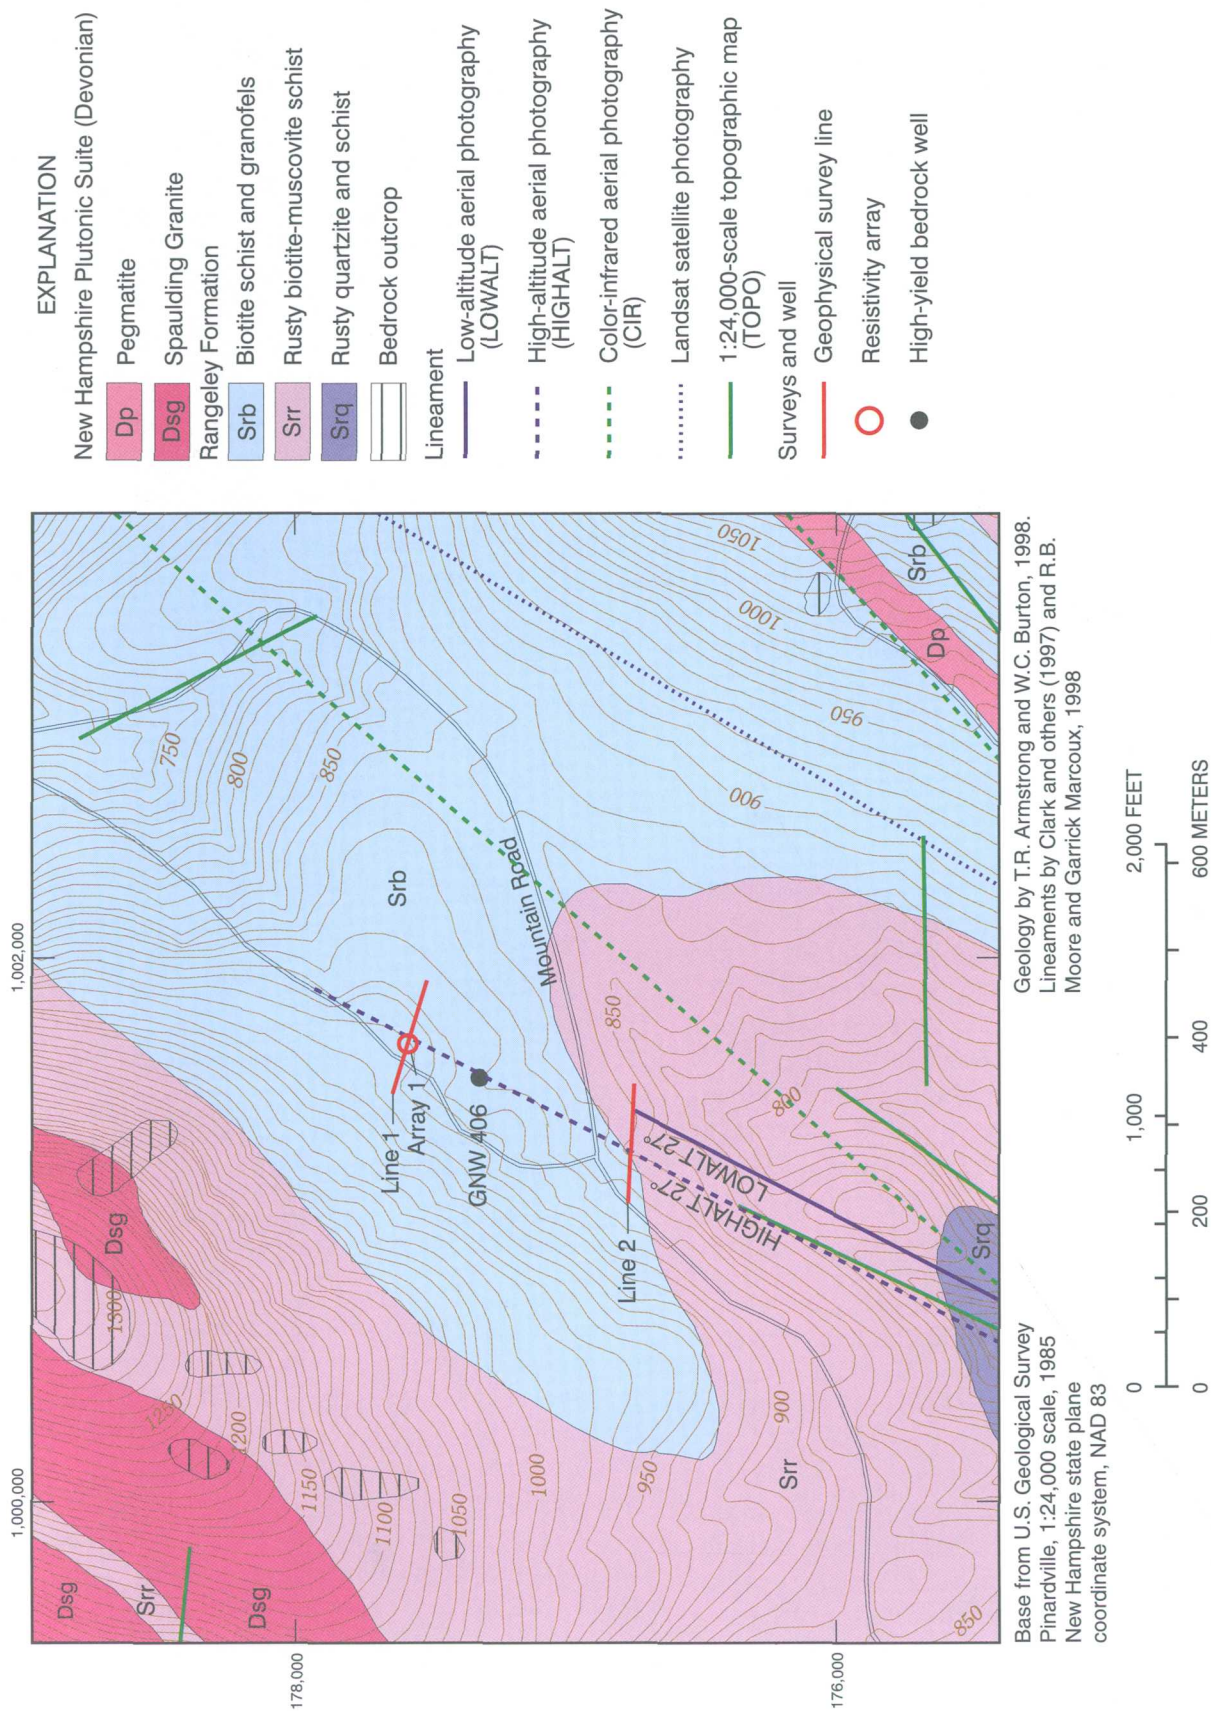 EXPLANATION
New Hampshire Plutonic Suite (Devonian)
Dp Pegmatite
Dsg Spaulding Granite
Rangeley Formation
Srb Biotite schist and granofels
Srr Rusty biotite-muscovite schist
Srq Rusty quartzite and schist
Bedrock outcrop
Lineament
Low-altitude aerial photography
(LOWALT)
High-altitude aerial photography
(HIGHALT)
Color-infrared aerial photography
(CIR)
Landsat satellite photography
1:24,000-scale topographic map
(TOPO)
Surveys and well
Geophysical survey line
Resistivity array
High-yield bedrock well
1,000,000
1,002,000
178,000
176,000
Dsg
Srr
Dsg
Dsg
1300
1250
1200
1150
1100
1050
1000
950
900
850
Srr
750
800
850
Srb
Line 1
Array 1
GNW 406
Mountain Road
Line 2
HIGHALT 27°
LOWALT 27°
850
800
Srq
900
950
1000
1050
Dp
Srb
Base from U.S. Geological Survey
Pinardville, 1:24,000 scale, 1985
New Hampshire state plane
coordinate system, NAD 83
Geology by T.R. Armstrong and W.C. Burton, 1998.
Lineaments by Clark and others (1997) and R.B.
Moore and Garrick Marcoux, 1998
0 1,000 2,000 FEET
0 200 400 600 METERS